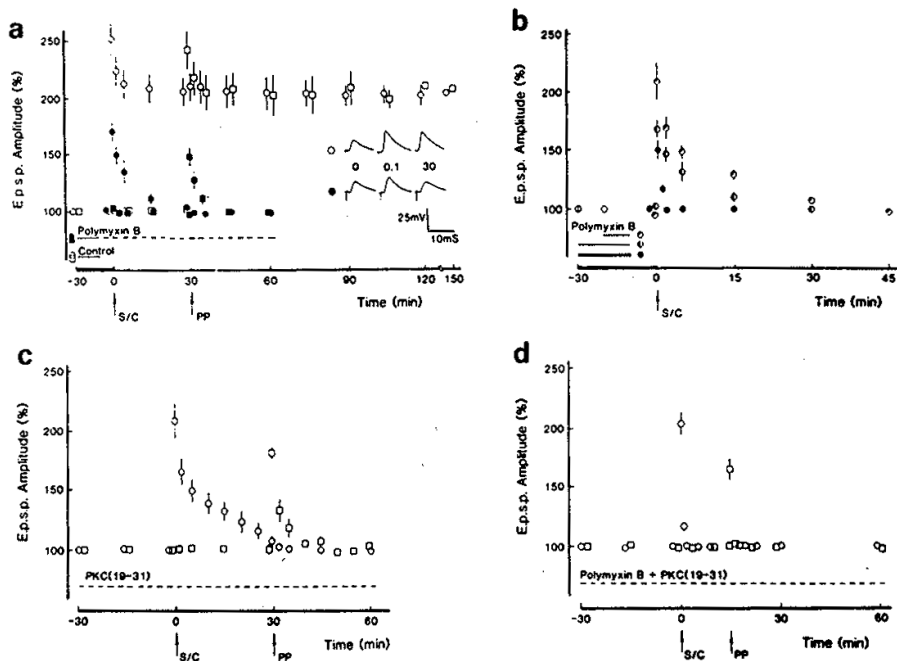 a
E.p.s.p. Amplitude (%)
250
200
150
100
0 0.1 30
25mV
10mS
Polymyxin B
Control
-30 0 30 60 90 120 150
Time (min)
S/C
PP
b
E.p.s.p. Amplitude (%)
250
200
150
100
Polymyxin B
-30 -15 0 15 30 45
Time (min)
S/C
c
E.p.s.p. Amplitude (%)
250
200
150
100
PKC(19-31)
-30 0 30 60
Time (min)
S/C
PP
d
E.p.s.p. Amplitude (%)
250
200
150
100
Polymyxin B + PKC(19-31)
-30 0 30 60
Time (min)
S/C
PP